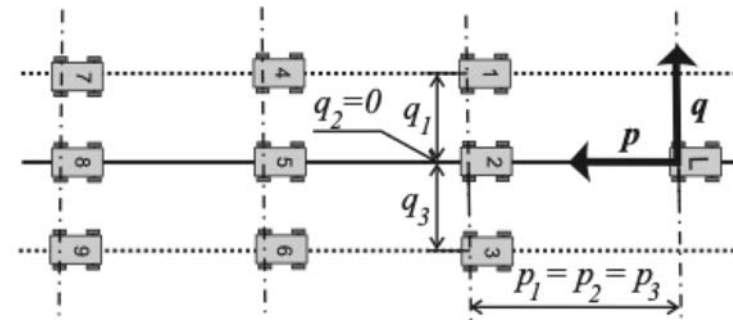 7 4 1
q₂=0 q₁ q
8 5 2 p L
q₃
9 6 3
p₁ = p₂ = p₃